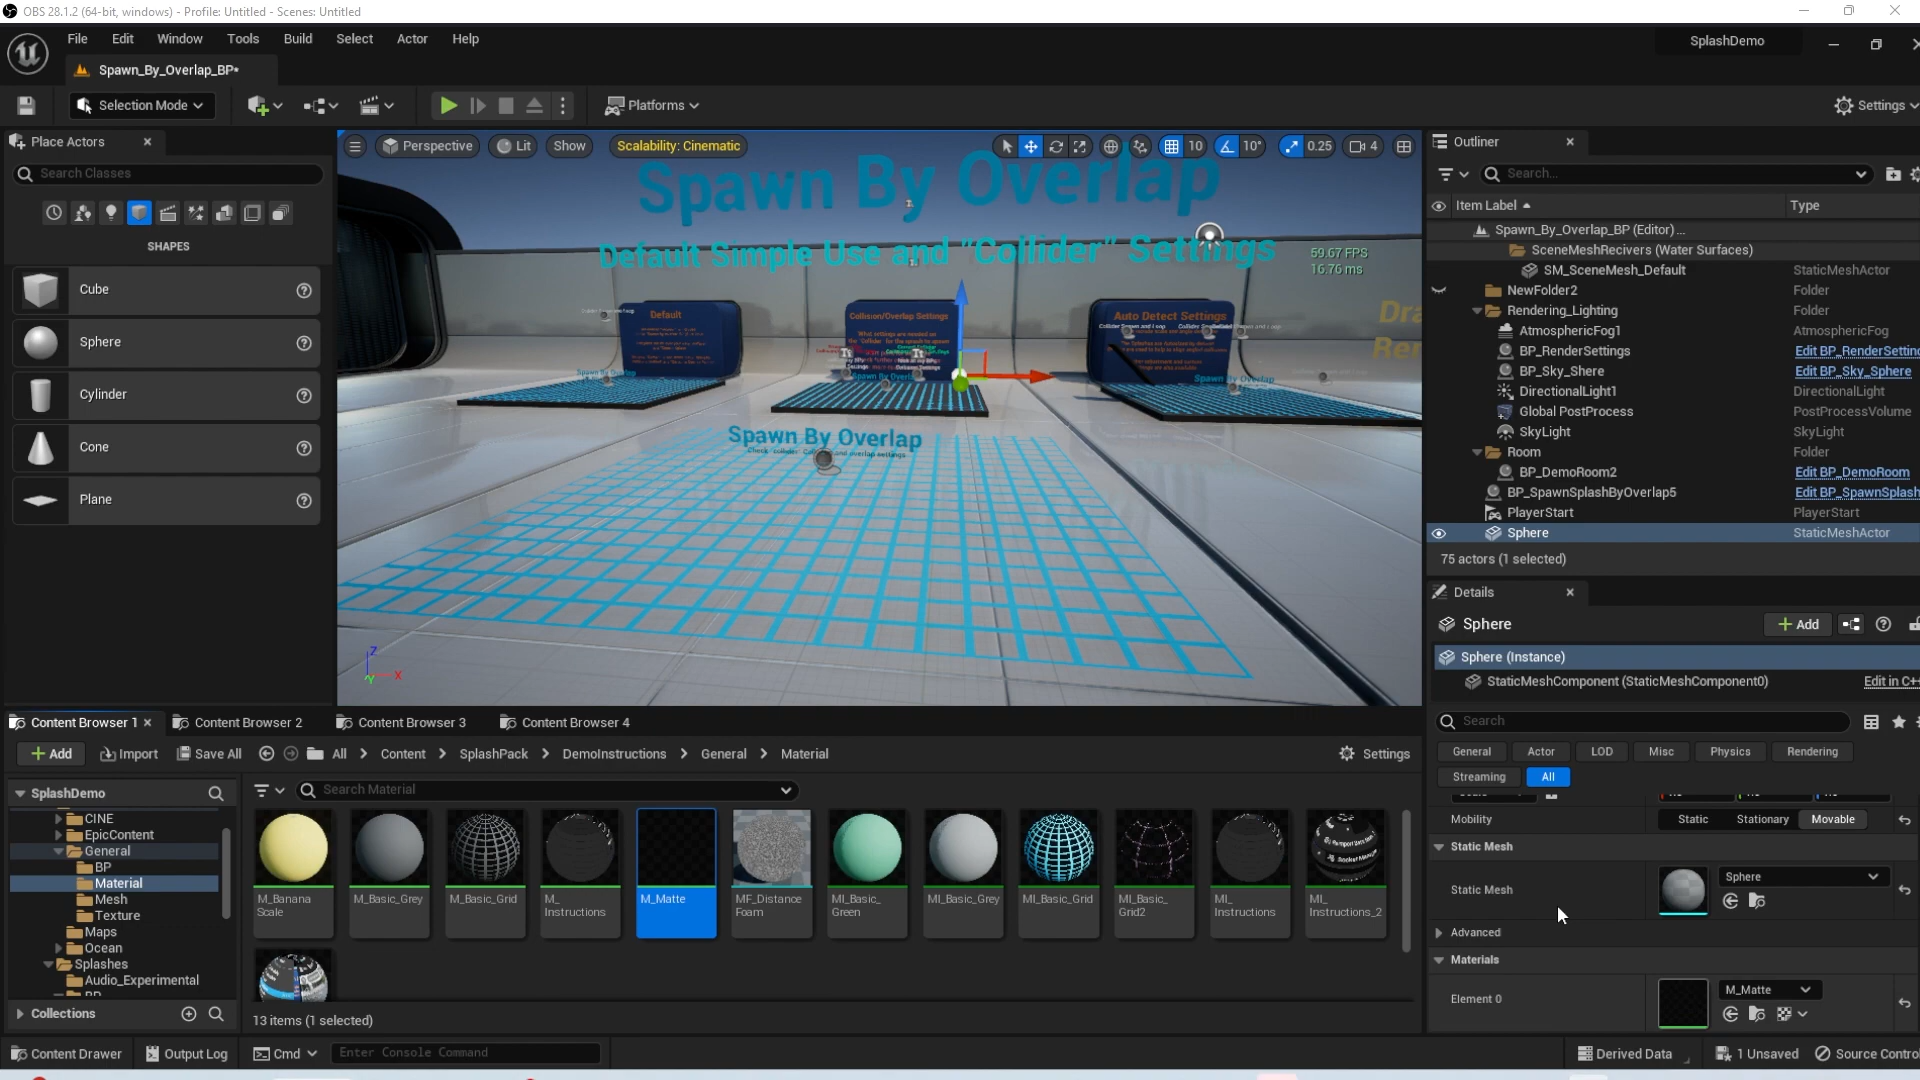 OBS 28.1.2 (64-bit, windows) - Profile: Untitled - Scenes: Untitled
File Edit Window Tools Build Select Actor Help
SplashDemo
Spawn_By_Overlap_BP*
Selection Mode
Platforms
Settings
Place Actors
Search Classes
SHAPES
Cube
Sphere
Cylinder
Cone
Plane
Perspective Lit Show Scalability: Cinematic
10 10° 0.25 4
Spawn By Overlap
Default Simple Use and "Collider" Settings
59.67 FPS
16.76 ms
Default
Collision/Overlap Settings
Auto Detect Settings
Spawn By Overlap
Z
X
Y
Outliner
Search...
Item Label Type
Spawn_By_Overlap_BP (Editor) ...
SceneMeshRecivers (Water Surfaces)
SM_SceneMesh_Default StaticMeshActor
NewFolder2 Folder
Rendering_Lighting Folder
AtmosphericFog1 AtmosphericFog
BP_RenderSettings Edit BP_RenderSetting
BP_Sky_Shere Edit BP_Sky_Sphere
DirectionalLight1 DirectionalLight
Global PostProcess PostProcessVolume
SkyLight SkyLight
Room Folder
BP_DemoRoom2 Edit BP_DemoRoom
BP_SpawnSplashByOverlap5 Edit BP_SpawnSplash
PlayerStart PlayerStart
Sphere StaticMeshActor
75 actors (1 selected)
Details
Sphere
Add
Sphere (Instance)
StaticMeshComponent (StaticMeshComponent0) Edit in C++
Search
General Actor LOD Misc Physics Rendering
Streaming All
Mobility Static Stationary Movable
Static Mesh
Static Mesh Sphere
Advanced
Materials
Element 0 M_Matte
Content Browser 1 Content Browser 2 Content Browser 3 Content Browser 4
Add Import Save All All > Content > SplashPack > DemoInstructions > General > Material Settings
SplashDemo
CINE
EpicContent
General
BP
Material
Mesh
Texture
Maps
Ocean
Splashes
Audio_Experimental
Collections
Search Material
M_Banana
Scale
M_Basic_Grey
M_Basic_Grid
M_
Instructions
M_Matte
MF_Distance
Foam
MI_Basic_
Green
MI_Basic_Grey
MI_Basic_Grid
MI_Basic_
Grid2
MI_
Instructions
MI_
Instructions_2
13 items (1 selected)
Content Drawer Output Log Cmd Enter Console Command
Derived Data 1 Unsaved Source Control